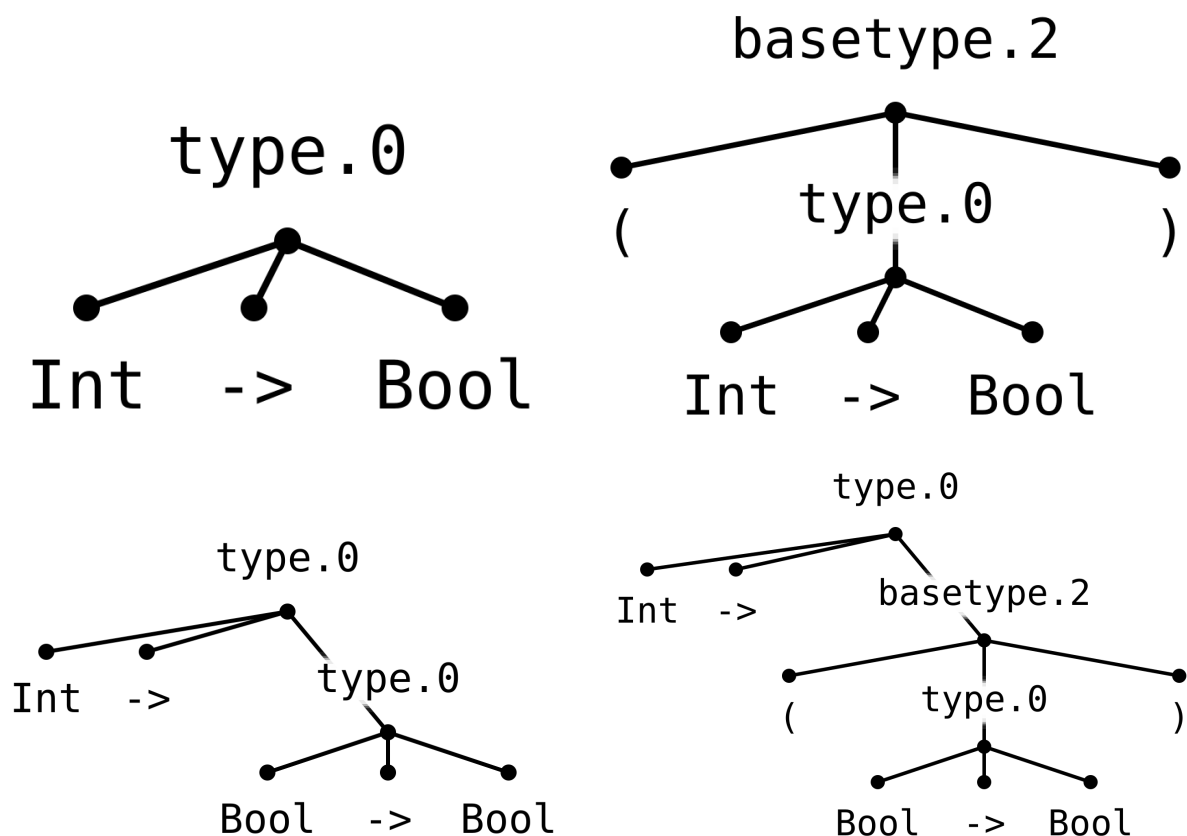 type.0
Int -> Bool
basetype.2
( type.0 )
Int -> Bool
type.0
Int ->
type.0
Bool -> Bool
type.0
Int ->
basetype.2
( type.0 )
Bool -> Bool